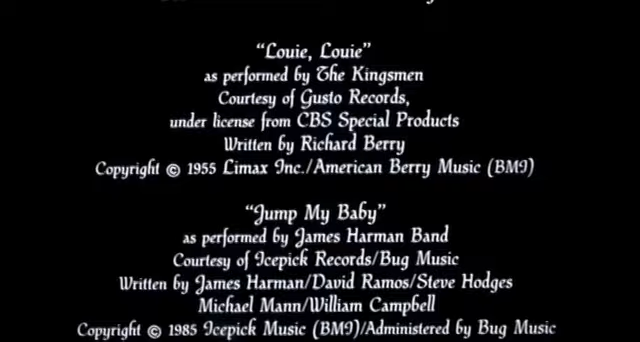 "Louie, Louie"
as performed by The Kingsmen
Courtesy of Gusto Records,
under license from CBS Special Products
Written by Richard Berry
Copyright © 1955 Limax Inc./American Berry Music (BMI)
"Jump My Baby"
as performed by James Harman Band
Courtesy of Icepick Records/Bug Music
Written by James Harman/David Ramos/Steve Hodges
Michael Mann/William Campbell
Copyright © 1985 Icepick Music (BMI)/Administered by Bug Music